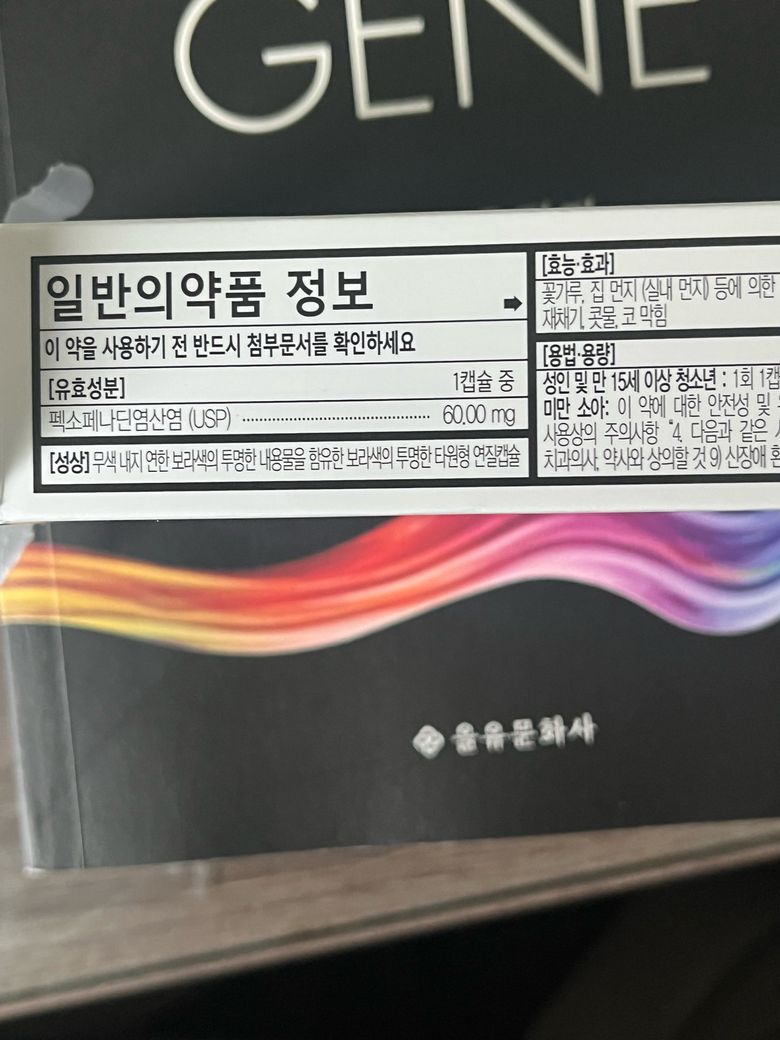 GENE
일반의약품 정보
이 약을 사용하기 전 반드시 첨부문서를 확인하세요
[유효성분] 1캡슐 중
펙소페나딘염산염 (USP) 60.00 mg
[성상] 무색 내지 연한 보라색의 투명한 내용물을 함유한 보라색의 투명한 타원형 연질캡슐
[효능·효과]
꽃가루, 집 먼지 (실내 먼지) 등에 의한
재채기, 콧물, 코 막힘
[용법·용량]
성인 및 만 15세 이상 청소년 : 1회 1캡
미만 소아: 이 약에 대한 안전성 및
사용상의 주의사항 "4. 다음과 같은
치과의사, 약사와 상의할 것 9) 신장애
을유문화사